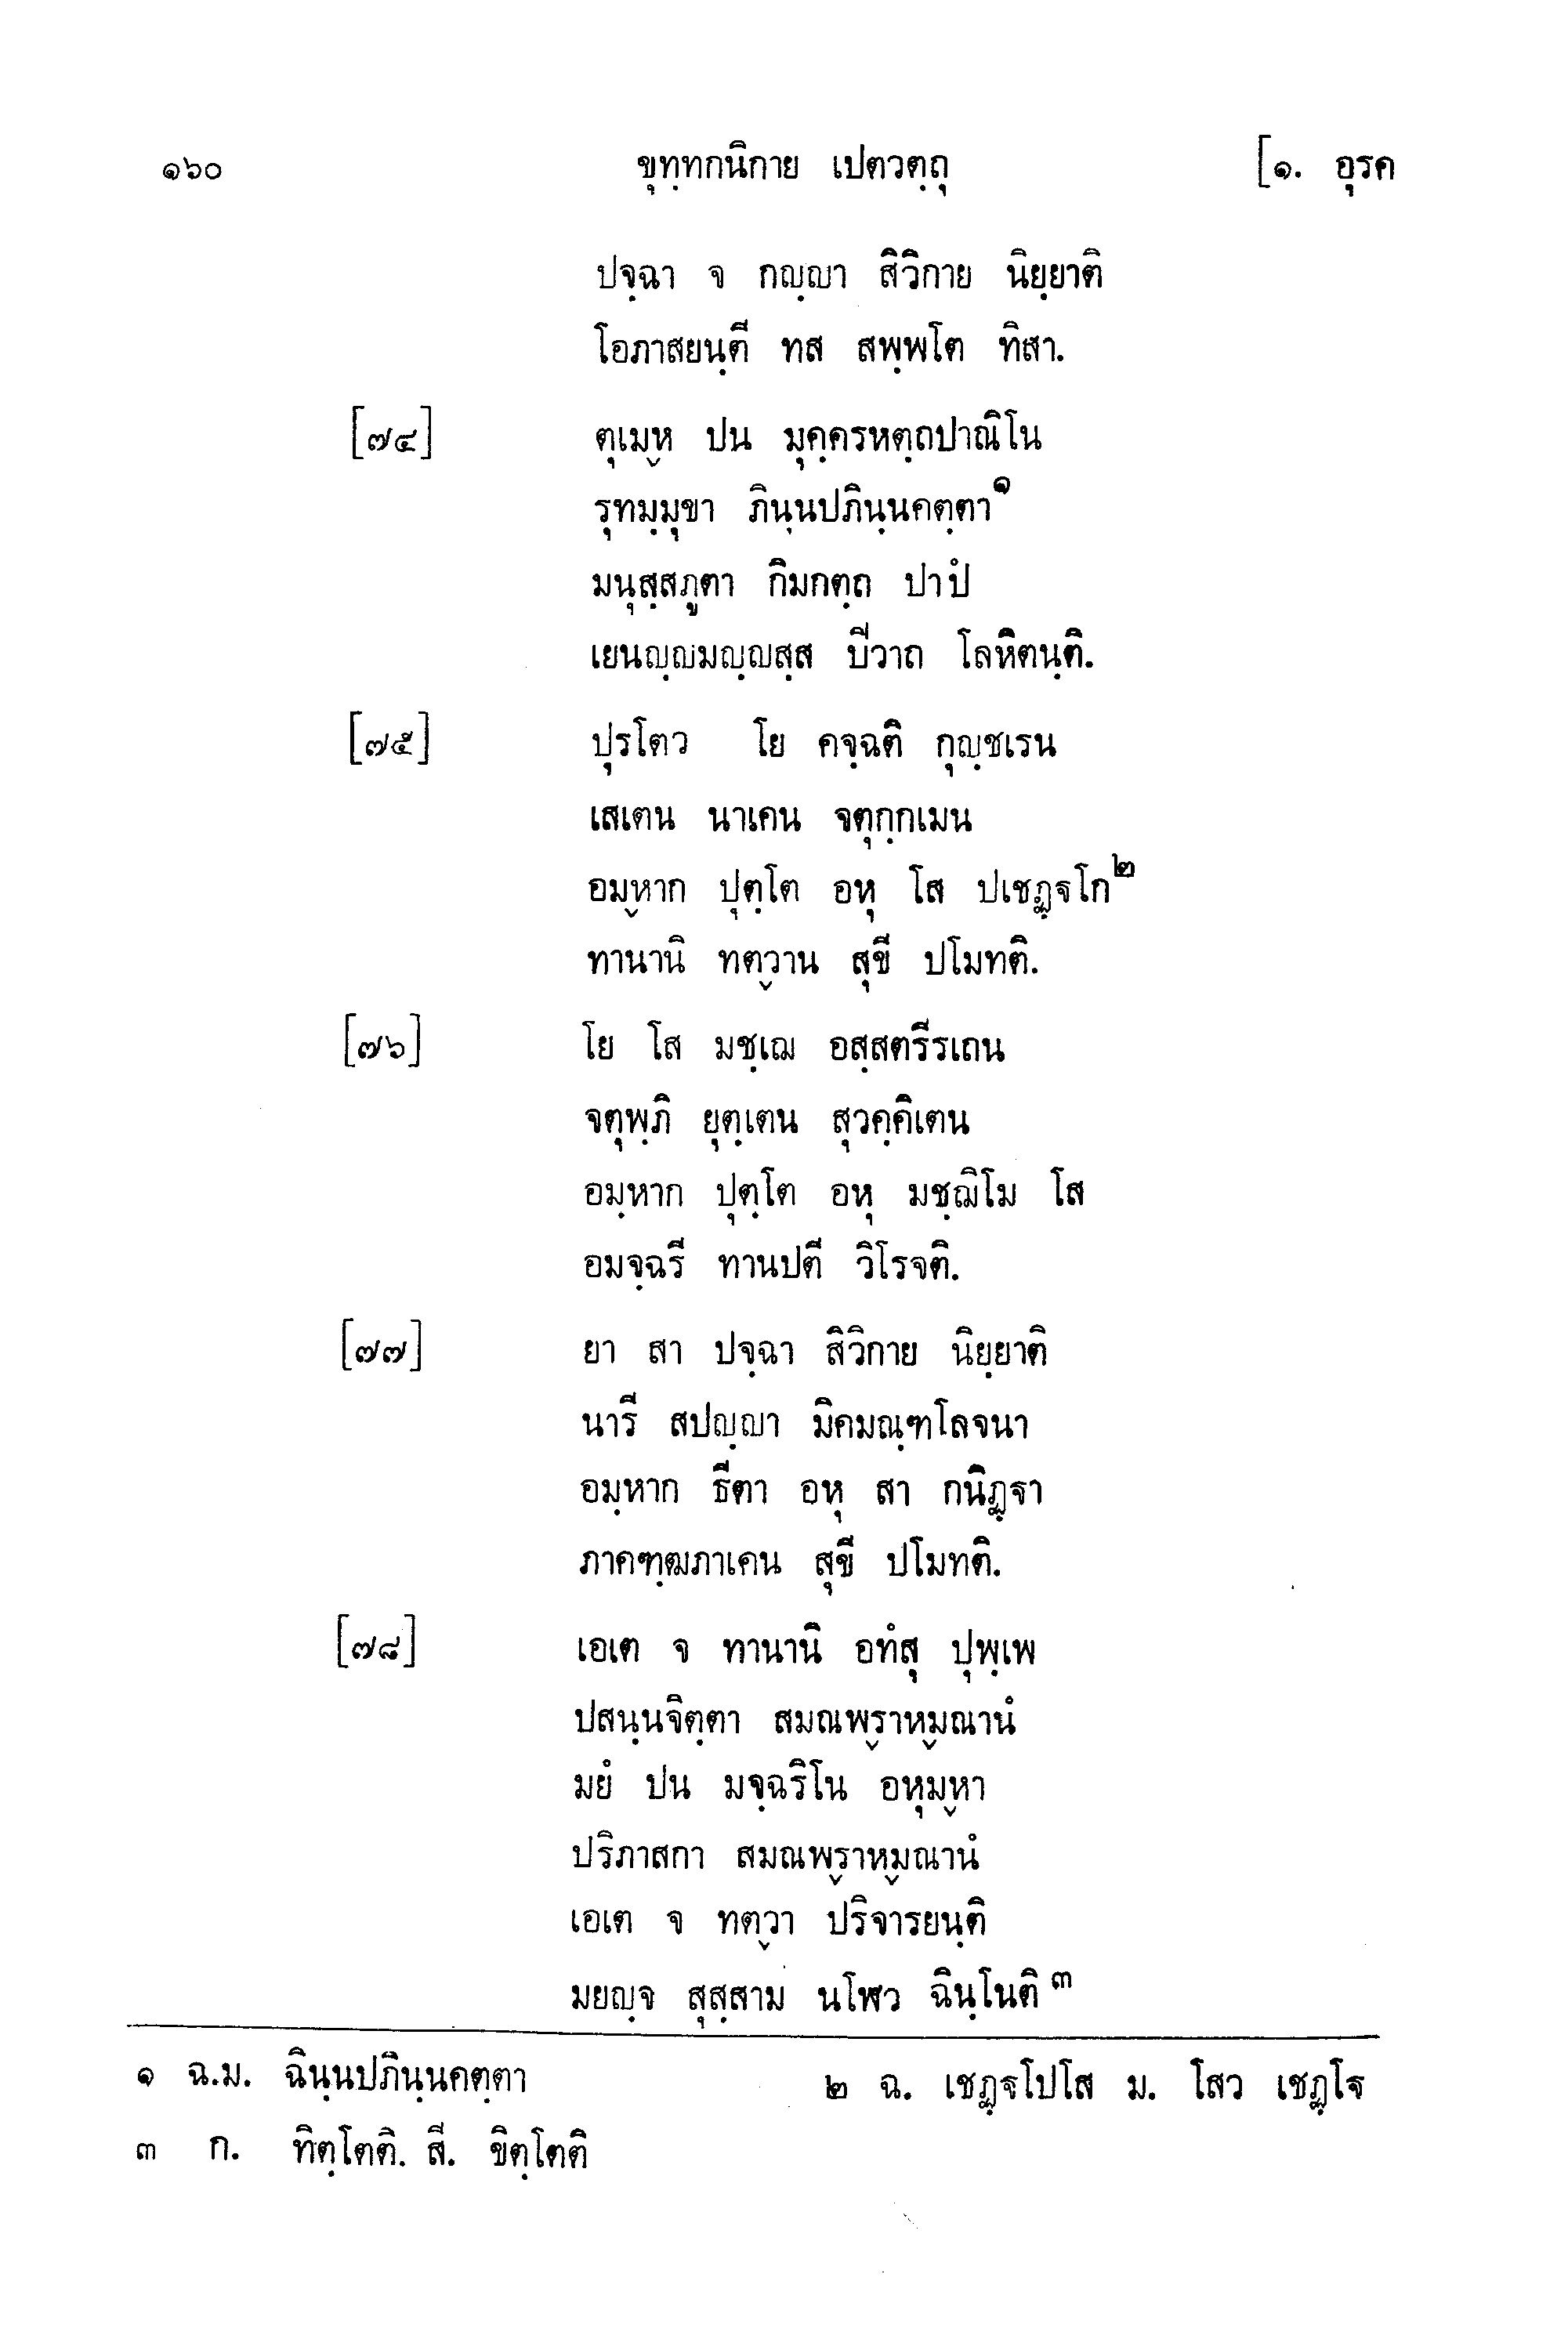 ๑๖๐ ขุทฺทกนิกาย เปตวตฺถุ [๑. อุรค
ปจฺฉา จ กญฺญา สิวิกาย นิยฺยาติ
โอภาสยนฺตี ทส สพฺพโต ทิสา.
[๗๔] ตุเมฺห ปน มุคฺครหตฺถปาณิโน
รุทมฺมุขา ภินฺนปภินฺนคตฺตา๑
มนุสฺสภูตา กิมกตฺถ ปาปํ
เยนญฺญมญฺญสฺส ปีวาถ โลหิตนฺติ.
[๗๕] ปุรโตว โย คจฺฉติ กุญฺชเรน
เสเตน นาเคน จตุกฺกเมน
อมฺหาก ปุตฺโต อหุ โส ปเชฏฺฐโก๒
ทานานิ ทตฺวาน สุขี ปโมทติ.
[๗๖] โย โส มชฺเฌ อสฺสตรีรเถน
จตุพฺภิ ยุตฺเตน สุวคฺคิเตน
อมฺหาก ปุตฺโต อหุ มชฺฌิโม โส
อมจฺฉรี ทานปตี วิโรจติ.
[๗๗] ยา สา ปจฺฉา สิวิกาย นิยฺยาติ
นารี สปญฺญา มิคมณฺฑโลจนา
อมฺหาก ธีตา อหุ สา กนิฏฺฐา
ภาคฑฺฒภาเคน สุขี ปโมทติ.
[๗๘] เอเต จ ทานานิ อทํสุ ปุพฺเพ
ปสนฺนจิตฺตา สมณพฺราหฺมณานํ
มยํ ปน มจฺฉริโน อหุมฺหา
ปริภาสกา สมณพฺราหฺมณานํ
เอเต จ ทตฺวา ปริจารยนฺติ
มยญฺจ สุสฺสาม นโฬว ฉินฺโนติ๓
๑ ฉ.ม. ฉินฺนปภินฺนคตฺตา ๒ ฉ. เชฏฺฐโปโส ม. โสว เชฏฺโฐ
๓ ก. ทิตฺโตติ. สี. ขิตฺโตติ